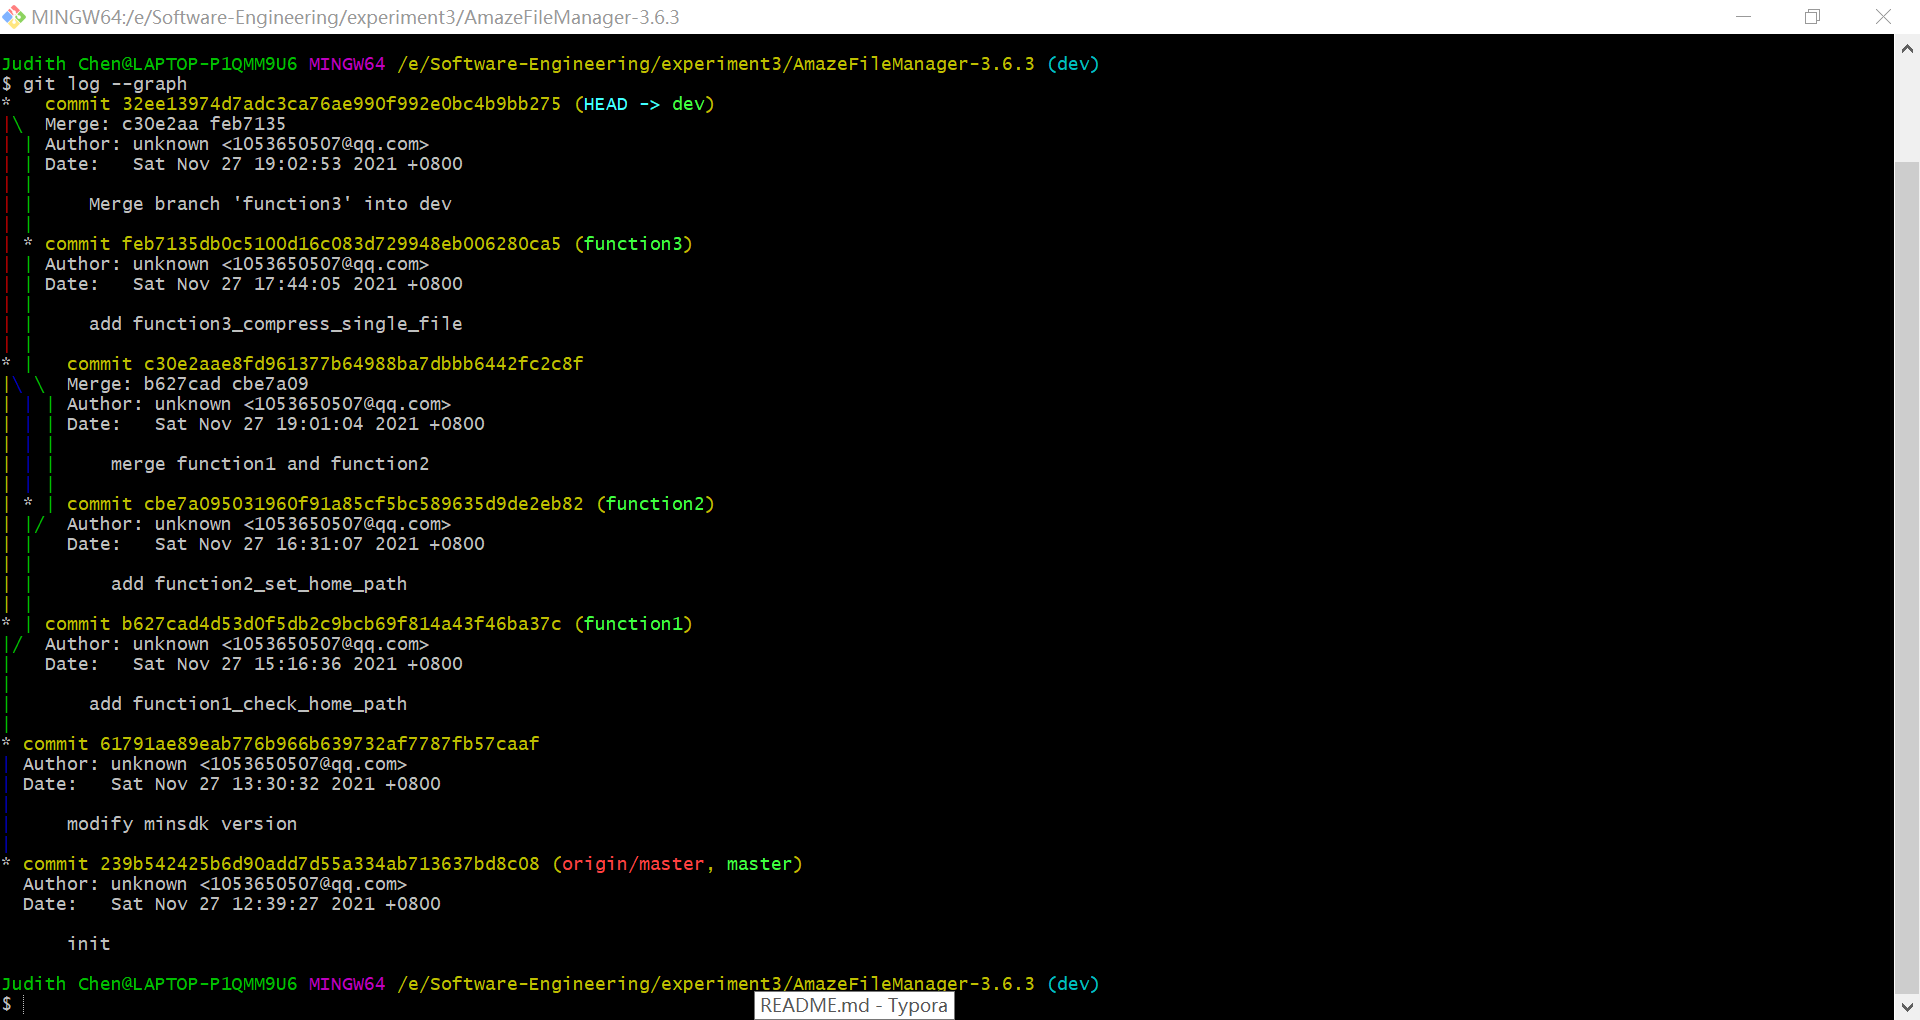 MINGW64:/e/Software-Engineering/experiment3/AmazeFileManager-3.6.3
Judith Chen@LAPTOP-P1QMM9U6 MINGW64 /e/Software-Engineering/experiment3/AmazeFileManager-3.6.3 (dev)
$ git log --graph
*   commit 32ee13974d7adc3ca76ae990f992e0bc4b9bb275 (HEAD -> dev)
|\  Merge: c30e2aa feb7135
| | Author: unknown <1053650507@qq.com>
| | Date:   Sat Nov 27 19:02:53 2021 +0800
| |
| |     Merge branch 'function3' into dev
| |
| * commit feb7135db0c5100d16c083d729948eb006280ca5 (function3)
| | Author: unknown <1053650507@qq.com>
| | Date:   Sat Nov 27 17:44:05 2021 +0800
| |
| |     add function3_compress_single_file
| |
* |   commit c30e2aae8fd961377b64988ba7dbbb6442fc2c8f
|\ \  Merge: b627cad cbe7a09
| | | Author: unknown <1053650507@qq.com>
| | | Date:   Sat Nov 27 19:01:04 2021 +0800
| | |
| | |     merge function1 and function2
| | |
| * | commit cbe7a095031960f91a85cf5bc589635d9de2eb82 (function2)
| |/  Author: unknown <1053650507@qq.com>
| |   Date:   Sat Nov 27 16:31:07 2021 +0800
| |
| |       add function2_set_home_path
| |
* | commit b627cad4d53d0f5db2c9bcb69f814a43f46ba37c (function1)
|/  Author: unknown <1053650507@qq.com>
|   Date:   Sat Nov 27 15:16:36 2021 +0800
|
|       add function1_check_home_path
|
* commit 61791ae89eab776b966b639732af7787fb57caaf
| Author: unknown <1053650507@qq.com>
| Date:   Sat Nov 27 13:30:32 2021 +0800
|
|     modify minsdk version
|
* commit 239b542425b6d90add7d55a334ab713637bd8c08 (origin/master, master)
  Author: unknown <1053650507@qq.com>
  Date:   Sat Nov 27 12:39:27 2021 +0800
      init
Judith Chen@LAPTOP-P1QMM9U6 MINGW64 /e/Software-Engineering/experiment3/AmazeFileManager-3.6.3 (dev)
$
README.md - Typora